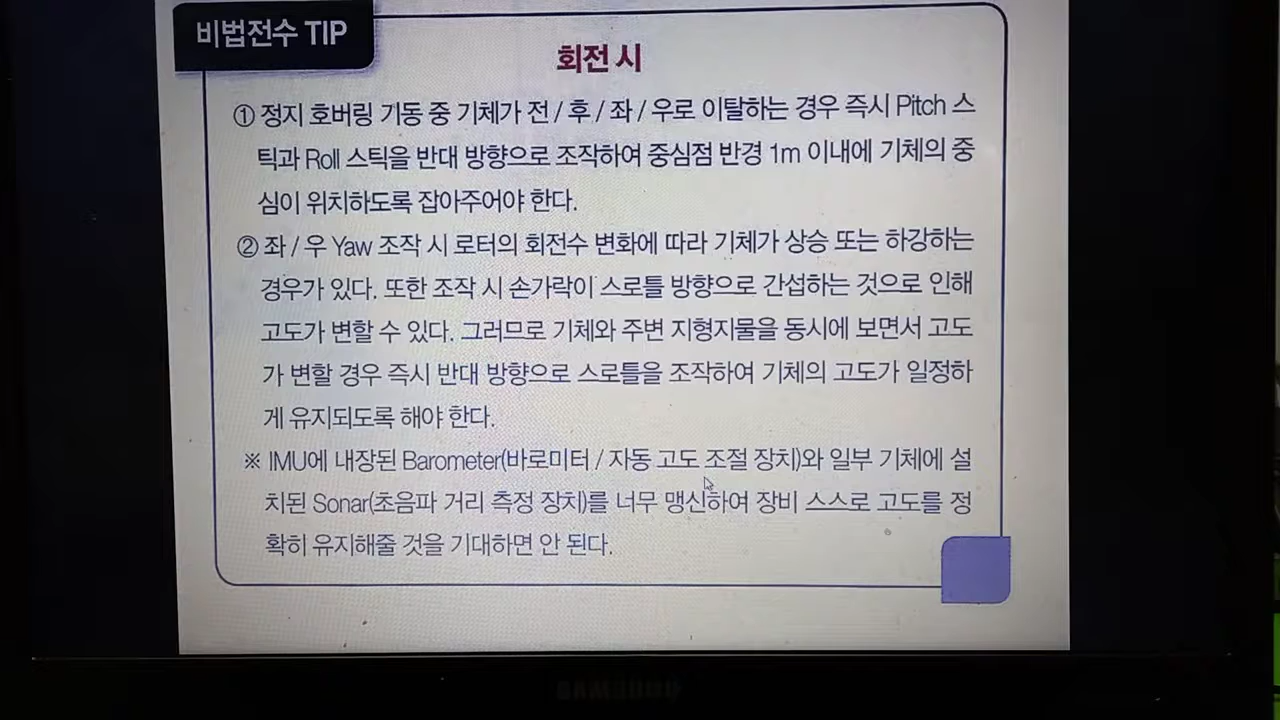 비법전수 TIP
회전 시
① 정지 호버링 기동 중 기체가 전 / 후 / 좌 / 우로 이탈하는 경우 즉시 Pitch 스
틱과 Roll 스틱을 반대 방향으로 조작하여 중심점 반경 1m 이내에 기체의 중
심이 위치하도록 잡아주어야 한다.
② 좌 / 우 Yaw 조작 시 로터의 회전수 변화에 따라 기체가 상승 또는 하강하는
경우가 있다. 또한 조작 시 손가락이 스로틀 방향으로 간섭하는 것으로 인해
고도가 변할 수 있다. 그러므로 기체와 주변 지형지물을 동시에 보면서 고도
가 변할 경우 즉시 반대 방향으로 스로틀을 조작하여 기체의 고도가 일정하
게 유지되도록 해야 한다.
※ IMU에 내장된 Barometer(바로미터 / 자동 고도 조절 장치)와 일부 기체에 설
치된 Sonar(초음파 거리 측정 장치)를 너무 맹신하여 장비 스스로 고도를 정
확히 유지해줄 것을 기대하면 안 된다.
SAMSUNG